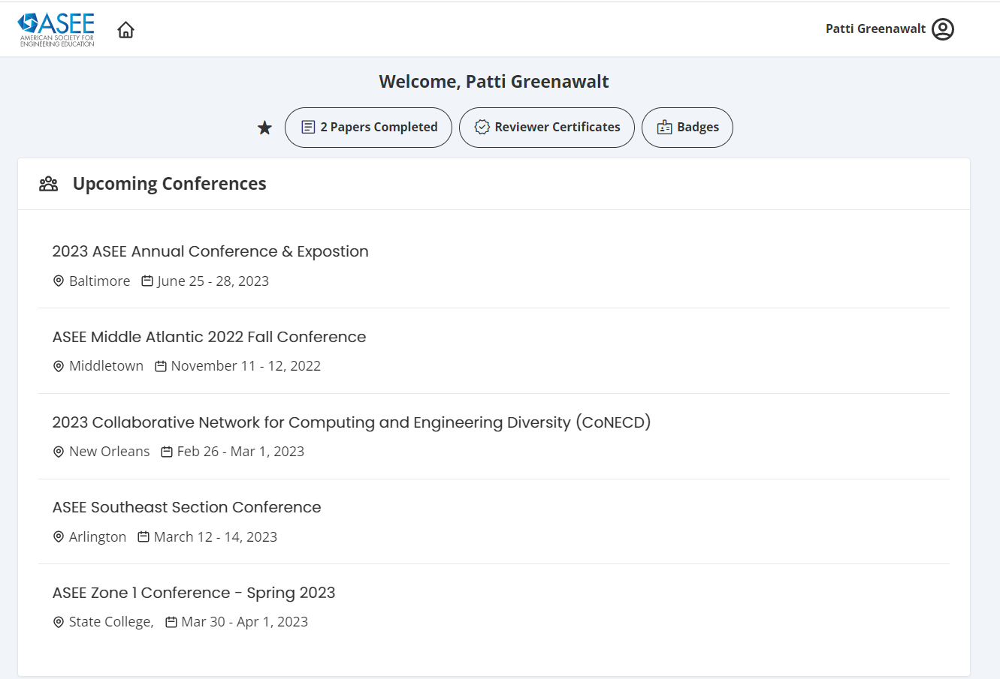 ASEE
AMERICAN SOCIETY FOR
ENGINEERING EDUCATION
Patti Greenawalt
Welcome, Patti Greenawalt
2 Papers Completed
Reviewer Certificates
Badges
Upcoming Conferences
2023 ASEE Annual Conference & Expostion
Baltimore June 25 - 28, 2023
ASEE Middle Atlantic 2022 Fall Conference
Middletown November 11 - 12, 2022
2023 Collaborative Network for Computing and Engineering Diversity (CoNECD)
New Orleans Feb 26 - Mar 1, 2023
ASEE Southeast Section Conference
Arlington March 12 - 14, 2023
ASEE Zone 1 Conference - Spring 2023
State College, Mar 30 - Apr 1, 2023